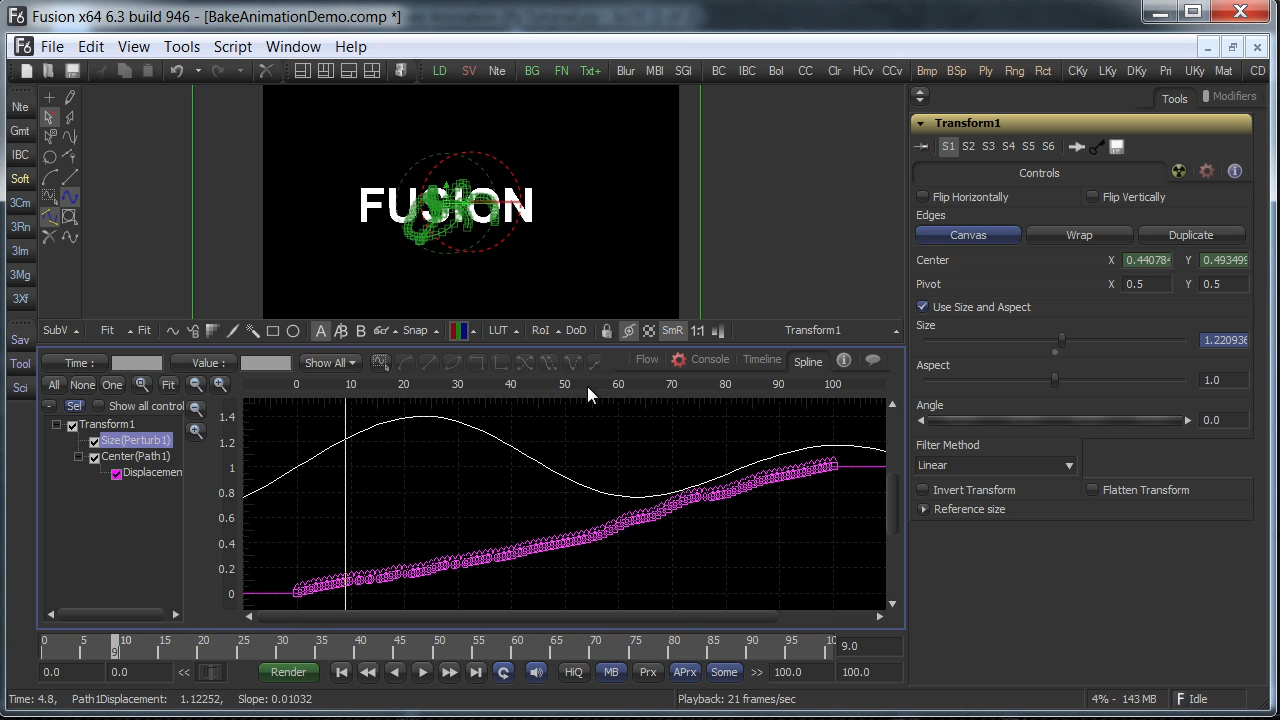 Fusion x64 6.3 build 946 - [BakeAnimationDemo.comp *]
File Edit View Tools Script Window Help
LD SV Nte BG FN Txt+ Blur MBl SGl BC IBC Bol CC Clr HCv CCv Bmp BSp Ply Rng Rct CKy LKy DKy Pri UKy Mat CD
Nte
Gmt
IBC
Soft
3Cm
3Rn
3Im
3Mg
3Xf
Sav
Tool
Sci
FUSION
Tools Modifiers
Transform1
S1 S2 S3 S4 S5 S6
Controls
Flip Horizontally Flip Vertically
Edges
Canvas Wrap Duplicate
Center X 0.440784 Y 0.493499
Pivot X 0.5 Y 0.5
Use Size and Aspect
Size
1.220936
Aspect
1.0
Angle
0.0
Filter Method
Linear
Invert Transform Flatten Transform
Reference size
SubV Fit Fit A B Snap LUT RoI DoD SmR 1:1 Transform1
Time : Value : Show All Flow Console Timeline Spline
All None One Fit
0 10 20 30 40 50 60 70 80 90 100
- Sel Show all control
Transform1
Size(Perturb1)
Center(Path1)
Displacemen
1.4
1.2
1
0.8
0.6
0.4
0.2
0
0 5 10 15 20 25 30 35 40 45 50 55 60 65 70 75 80 85 90 95 10
9
9.0
0.0 0.0 << Render HiQ MB Prx APrx Some >> 100.0 100.0
Time: 4.8, Path1Displacement: 1.12252, Slope: 0.01032
Playback: 21 frames/sec
4% - 143 MB
Idle